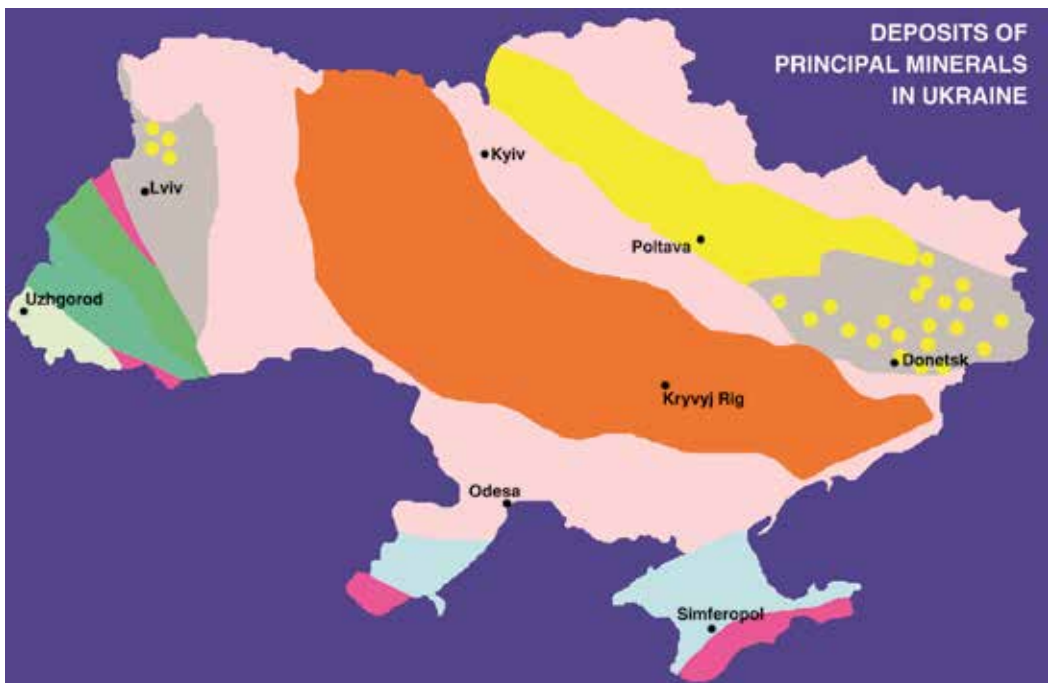 DEPOSITS OF
PRINCIPAL MINERALS
IN UKRAINE
Kyiv
Lviv
Poltava
Uzhgorod
Donetsk
Kryvyj Rig
Odesa
Simferopol